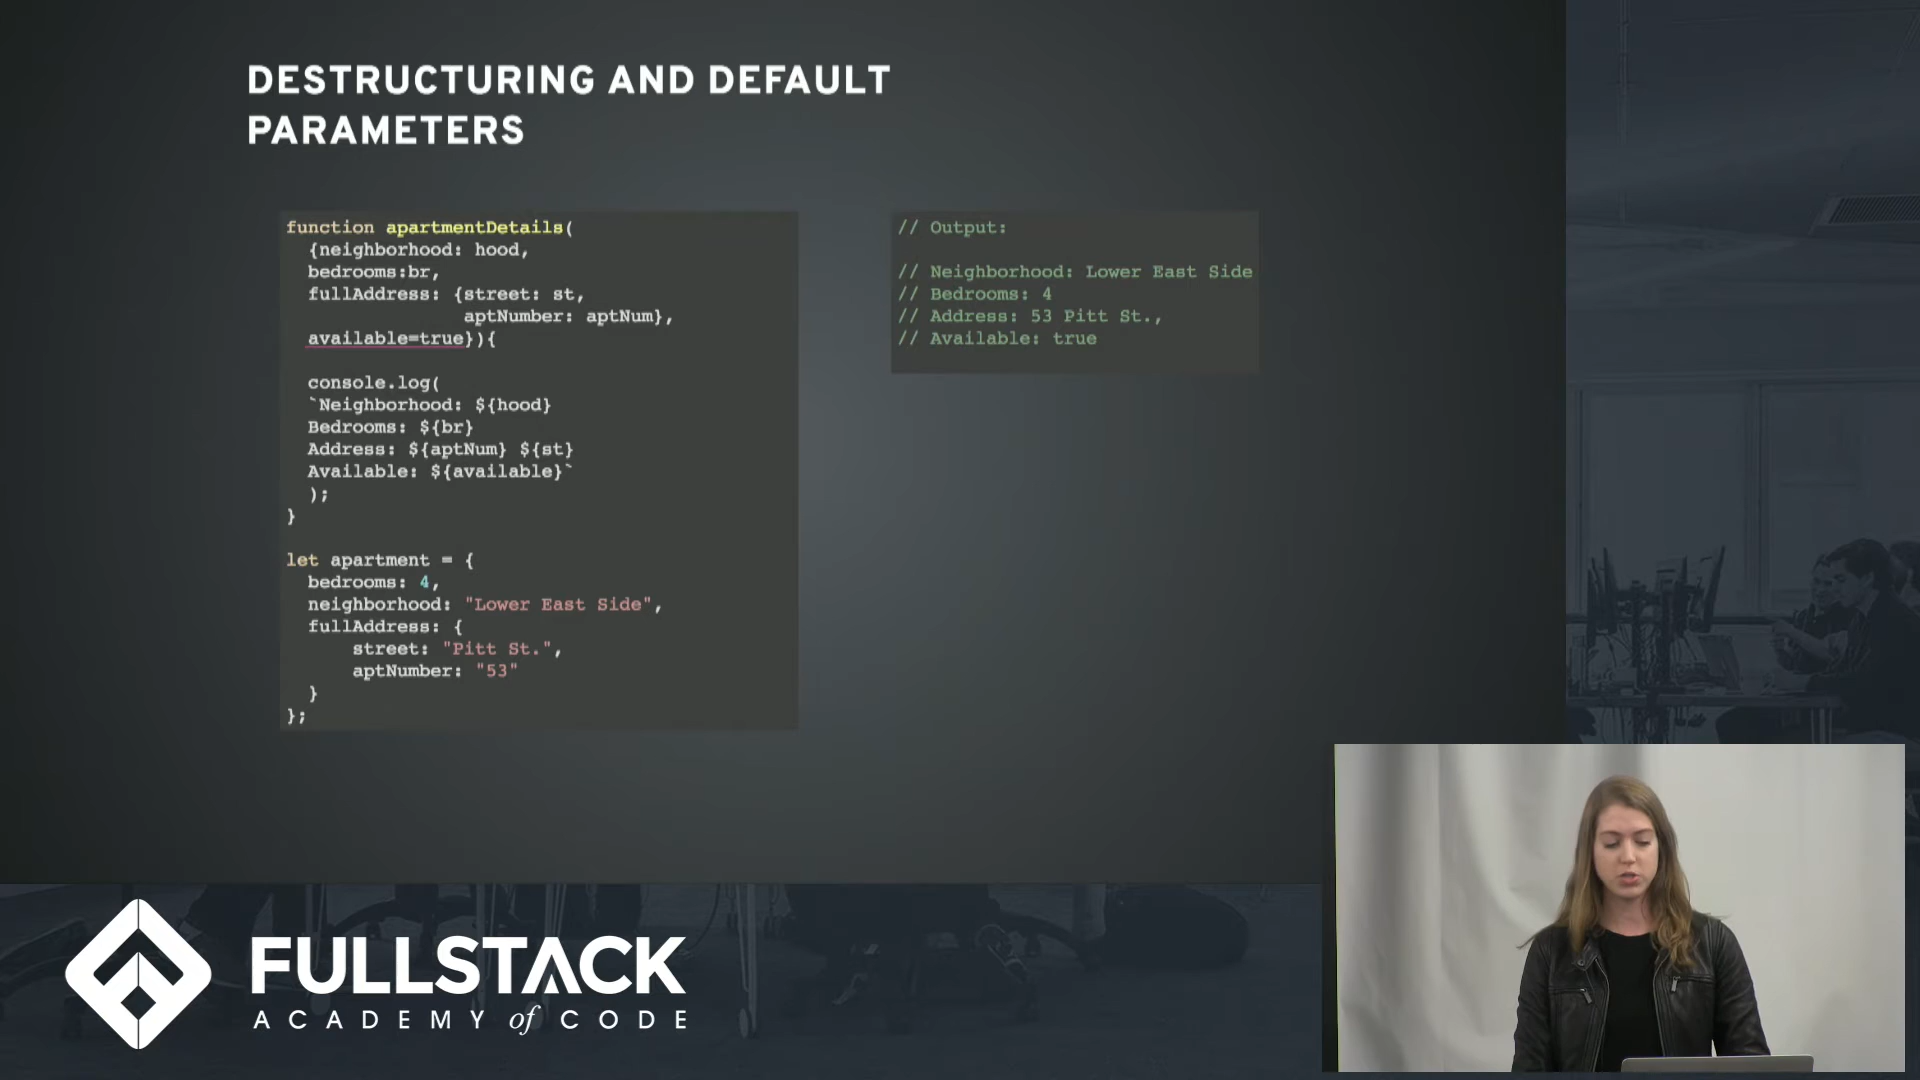 DESTRUCTURING AND DEFAULT
PARAMETERS
function apartmentDetails(
{neighborhood: hood,
bedrooms:br,
fullAddress: {street: st,
aptNumber: aptNum},
available=true}){
console.log(
`Neighborhood: ${hood}
Bedrooms: ${br}
Address: ${aptNum} ${st}
Available: ${available}`
);
}
let apartment = {
bedrooms: 4,
neighborhood: "Lower East Side",
fullAddress: {
street: "Pitt St.",
aptNumber: "53"
}
};
// Output:
// Neighborhood: Lower East Side
// Bedrooms: 4
// Address: 53 Pitt St.,
// Available: true
FULLSTACK
ACADEMY of CODE